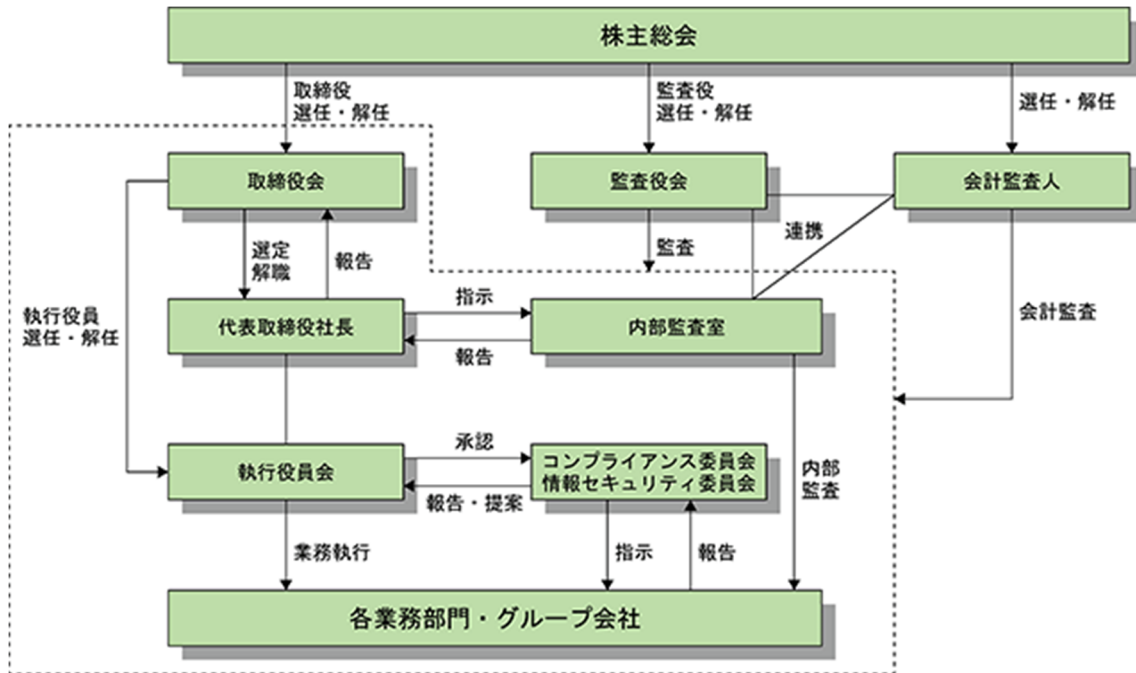 株主総会
取締役
選任・解任
監査役
選任・解任
選任・解任
取締役会
監査役会
会計監査人
選定
解職
報告
監査
連携
執行役員
選任・解任
代表取締役社長
指示
報告
内部監査室
会計監査
執行役員会
承認
報告・提案
コンプライアンス委員会
情報セキュリティ委員会
内部
監査
業務執行
指示
報告
各業務部門・グループ会社